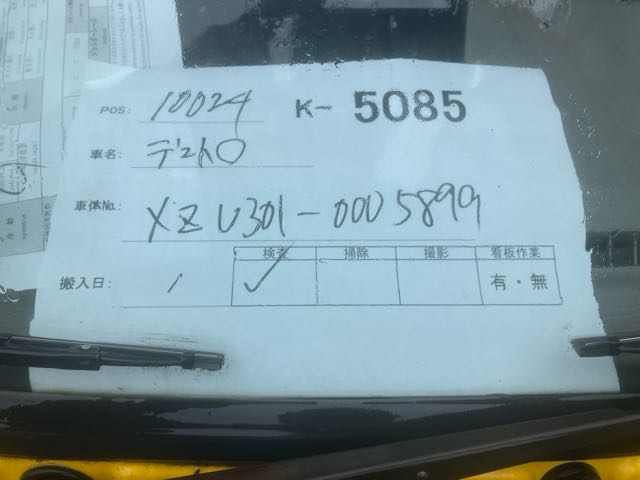 POS: 10024 K- 5085
車名: デュトロ
車体No.: XZU301-0005899
検査 掃除 撮影 看板作業
搬入日: / ✓ 有・無